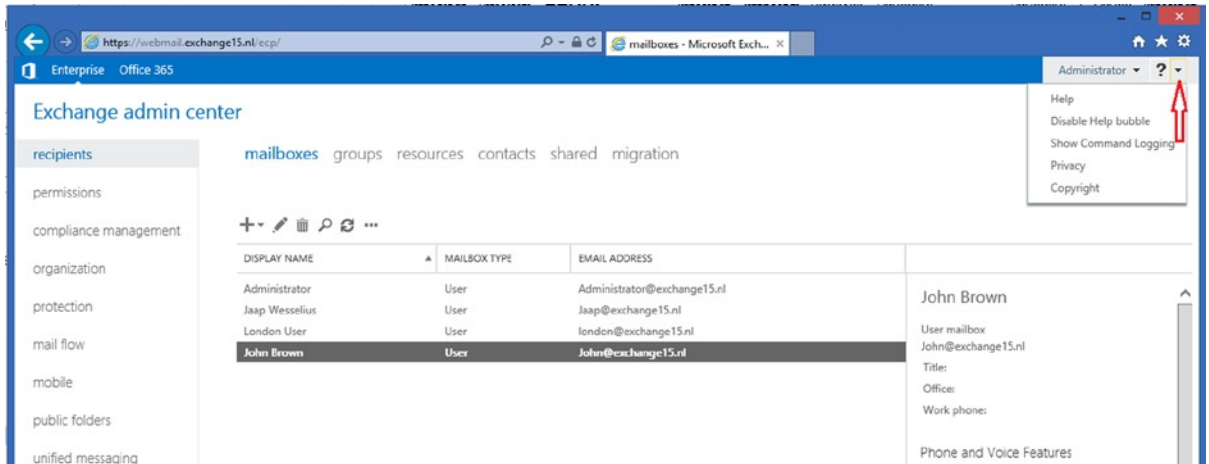 https://webmail.exchange15.nl/ecp/
mailboxes - Microsoft Exch...
Enterprise Office 365
Administrator ?
Help
Disable Help bubble
Show Command Logging
Privacy
Copyright
Exchange admin center
recipients
permissions
compliance management
organization
protection
mail flow
mobile
public folders
unified messaging
mailboxes groups resources contacts shared migration
DISPLAY NAME MAILBOX TYPE EMAIL ADDRESS
Administrator User Administrator@exchange15.nl
Jaap Wesselius User Jaap@exchange15.nl
London User User london@exchange15.nl
John Brown User John@exchange15.nl
John Brown
User mailbox
John@exchange15.nl
Title:
Office:
Work phone:
Phone and Voice Features